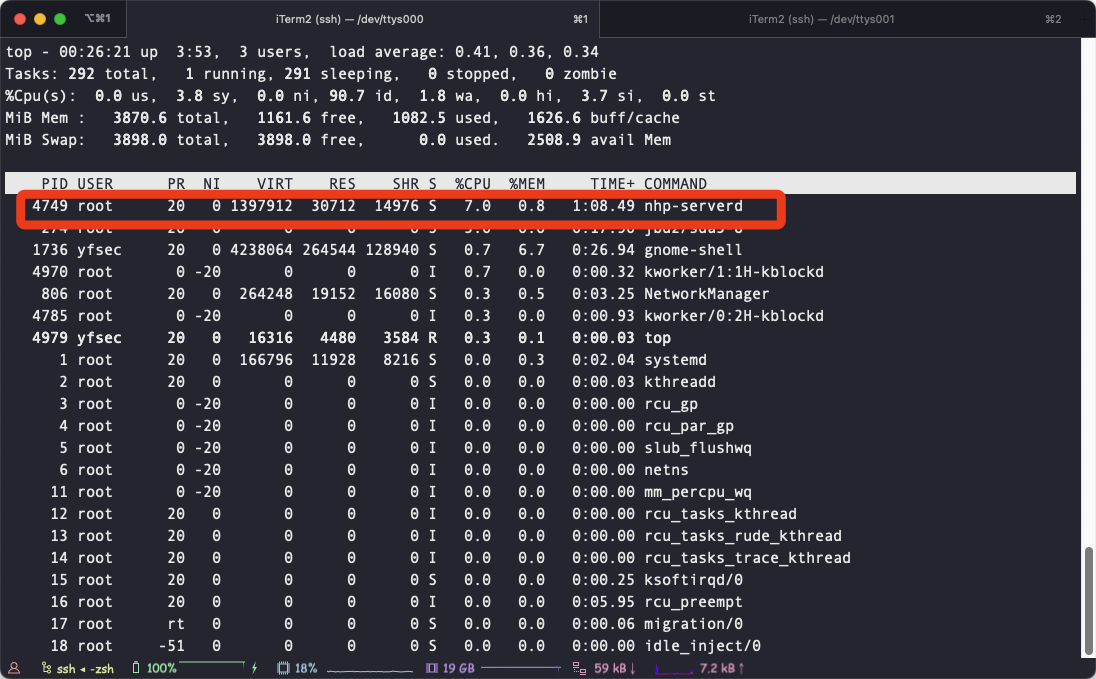 ⌥⌘1 iTerm2 (ssh) — /dev/ttys000 ⌘1 iTerm2 (ssh) — /dev/ttys001 ⌘2
top - 00:26:21 up  3:53,  3 users,  load average: 0.41, 0.36, 0.34
Tasks: 292 total,   1 running, 291 sleeping,   0 stopped,   0 zombie
%Cpu(s):  0.0 us,  3.8 sy,  0.0 ni, 90.7 id,  1.8 wa,  0.0 hi,  3.7 si,  0.0 st
MiB Mem :   3870.6 total,   1161.6 free,   1082.5 used,   1626.6 buff/cache
MiB Swap:   3898.0 total,   3898.0 free,      0.0 used.   2508.9 avail Mem
PID USER PR NI VIRT RES SHR S %CPU %MEM TIME+ COMMAND
4749 root 20 0 1397912 30712 14976 S 7.0 0.8 1:08.49 nhp-serverd
1736 yfsec 20 0 4238064 264544 128940 S 0.7 6.7 0:26.94 gnome-shell
4970 root 0 -20 0 0 0 I 0.7 0.0 0:00.32 kworker/1:1H-kblockd
806 root 20 0 264248 19152 16080 S 0.3 0.5 0:03.25 NetworkManager
4785 root 0 -20 0 0 0 I 0.3 0.0 0:00.93 kworker/0:2H-kblockd
4979 yfsec 20 0 16316 4480 3584 R 0.3 0.1 0:00.03 top
1 root 20 0 166796 11928 8216 S 0.0 0.3 0:02.04 systemd
2 root 20 0 0 0 0 S 0.0 0.0 0:00.03 kthreadd
3 root 0 -20 0 0 0 I 0.0 0.0 0:00.00 rcu_gp
4 root 0 -20 0 0 0 I 0.0 0.0 0:00.00 rcu_par_gp
5 root 0 -20 0 0 0 I 0.0 0.0 0:00.00 slub_flushwq
6 root 0 -20 0 0 0 I 0.0 0.0 0:00.00 netns
11 root 0 -20 0 0 0 I 0.0 0.0 0:00.00 mm_percpu_wq
12 root 20 0 0 0 0 I 0.0 0.0 0:00.00 rcu_tasks_kthread
13 root 20 0 0 0 0 I 0.0 0.0 0:00.00 rcu_tasks_rude_kthread
14 root 20 0 0 0 0 I 0.0 0.0 0:00.00 rcu_tasks_trace_kthread
15 root 20 0 0 0 0 S 0.0 0.0 0:00.25 ksoftirqd/0
16 root 20 0 0 0 0 I 0.0 0.0 0:05.95 rcu_preempt
17 root rt 0 0 0 0 S 0.0 0.0 0:00.06 migration/0
18 root -51 0 0 0 0 S 0.0 0.0 0:00.00 idle_inject/0
ssh ◂ -zsh 100% 18% 19 GB 59 kB↓ 7.2 kB↑